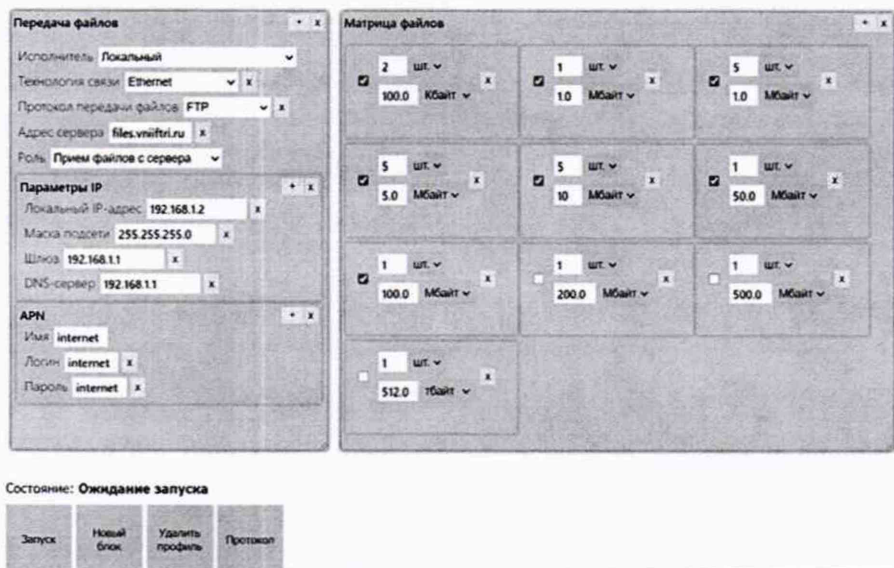 Передача файлов + x
Исполнитель Локальный
Технология связи Ethernet x
Протокол передачи файлов FTP x
Адрес сервера files.vniiftri.ru x
Роль Прием файлов с сервера
Параметры IP + x
Локальный IP-адрес 192.168.1.2 x
Маска подсети 255.255.255.0 x
Шлюз 192.168.1.1 x
DNS-сервер 192.168.1.1 x
APN + x
Имя internet
Логин internet x
Пароль internet x
Матрица файлов + x
2 шт. x
100.0 Кбайт
1 шт. x
1.0 Мбайт
5 шт. x
1.0 Мбайт
5 шт. x
5.0 Мбайт
5 шт. x
10 Мбайт
1 шт. x
50.0 Мбайт
1 шт. x
100.0 Мбайт
1 шт. x
200.0 Мбайт
1 шт. x
500.0 Мбайт
1 шт. x
512.0 тбайт
Состояние: Ожидание запуска
Запуск
Новый
блок
Удалить
профиль
Протокол